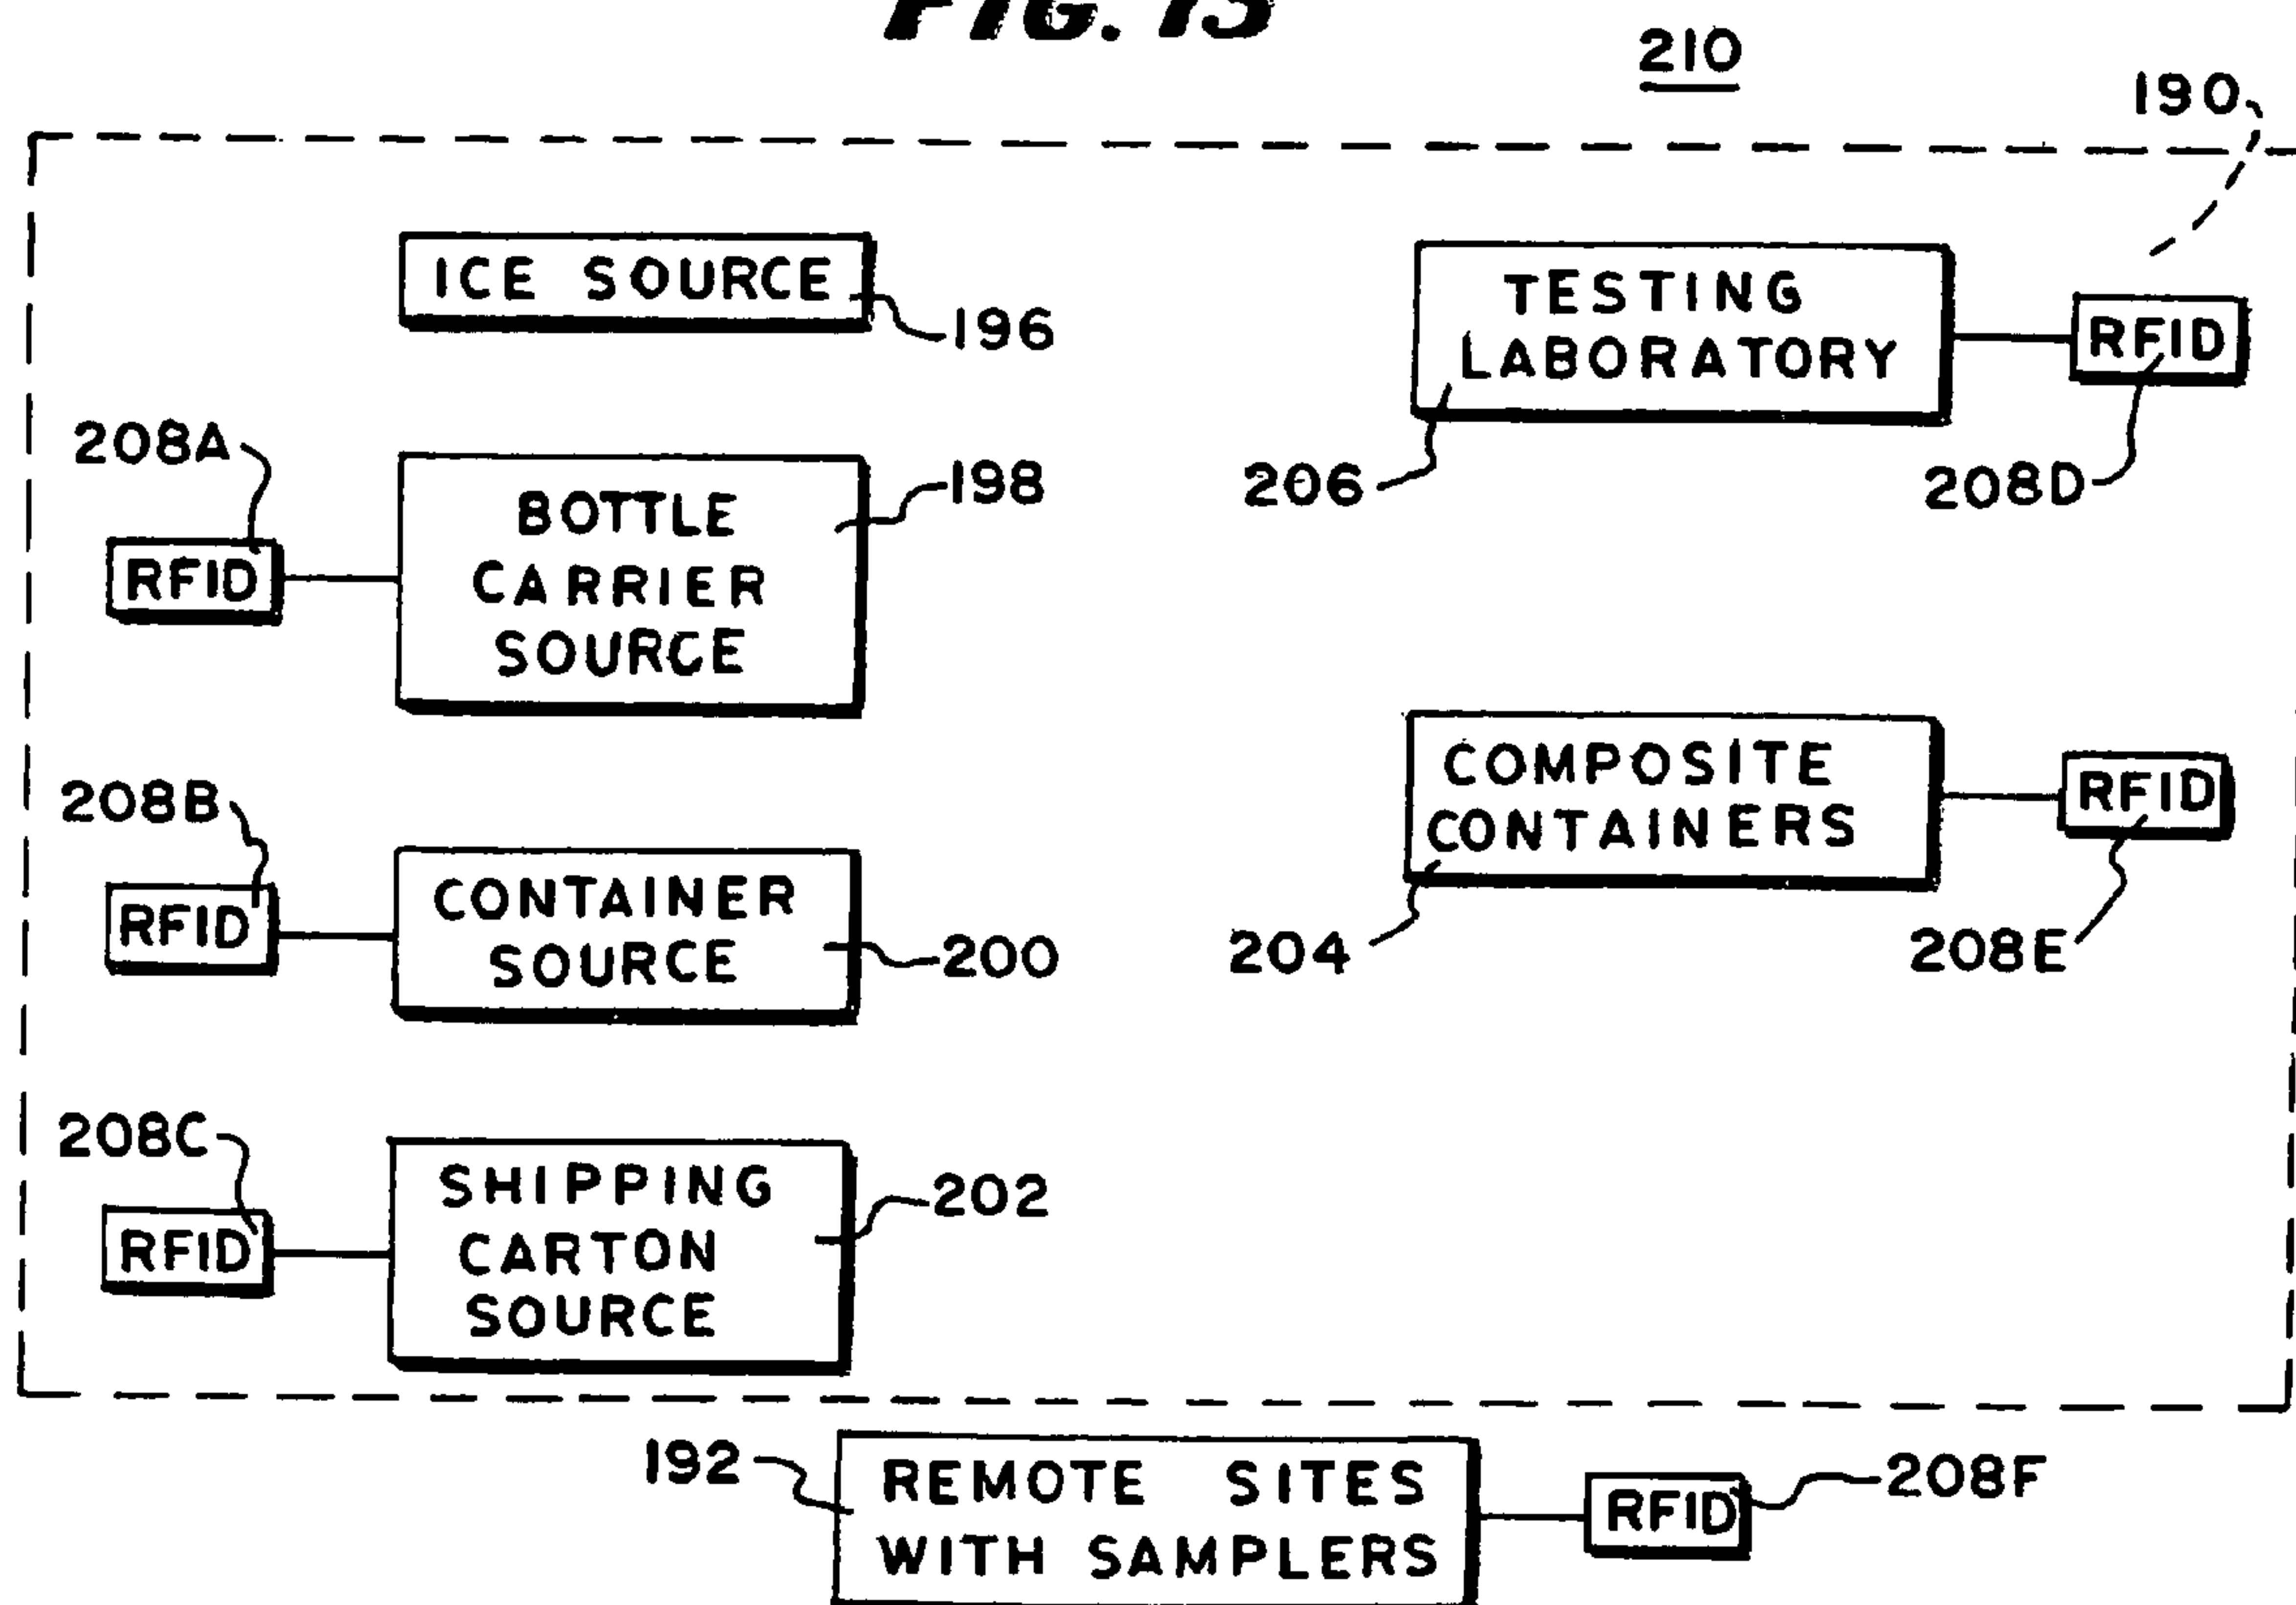 FIG. 13
210
190
ICE SOURCE
196
TESTING
LABORATORY
RFID
206
208D
208A
BOTTLE
CARRIER
SOURCE
198
RFID
COMPOSITE
CONTAINERS
RFID
204
208E
208B
CONTAINER
SOURCE
RFID
200
208C
SHIPPING
CARTON
SOURCE
202
RFID
192
REMOTE SITES
WITH SAMPLERS
RFID
208F